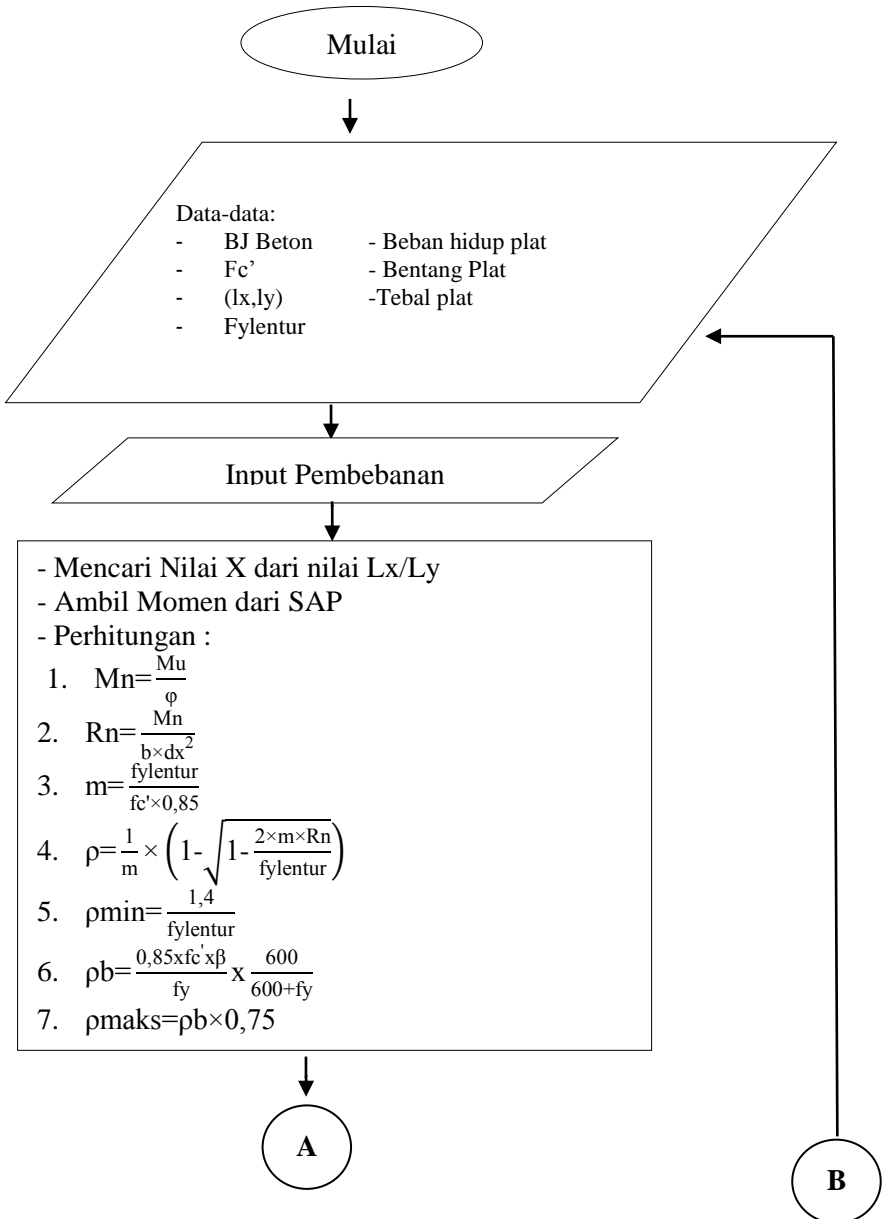 Mulai
Data-data:
- BJ Beton - Beban hidup plat
- Fc’ - Bentang Plat
- (lx,ly) -Tebal plat
- Fylentur
Input Pembebanan
- Mencari Nilai X dari nilai Lx/Ly
- Ambil Momen dari SAP
- Perhitungan :
1. Mn=Mu/φ
2. Rn=Mn/b×dx²
3. m=fylentur/fc'×0,85
4. ρ=1/m×(1-√1-2×m×Rn/fylentur)
5. ρmin=1,4/fylentur
6. ρb=0,85xfc'xβ/fy x 600/600+fy
7. ρmaks=ρb×0,75
A
B